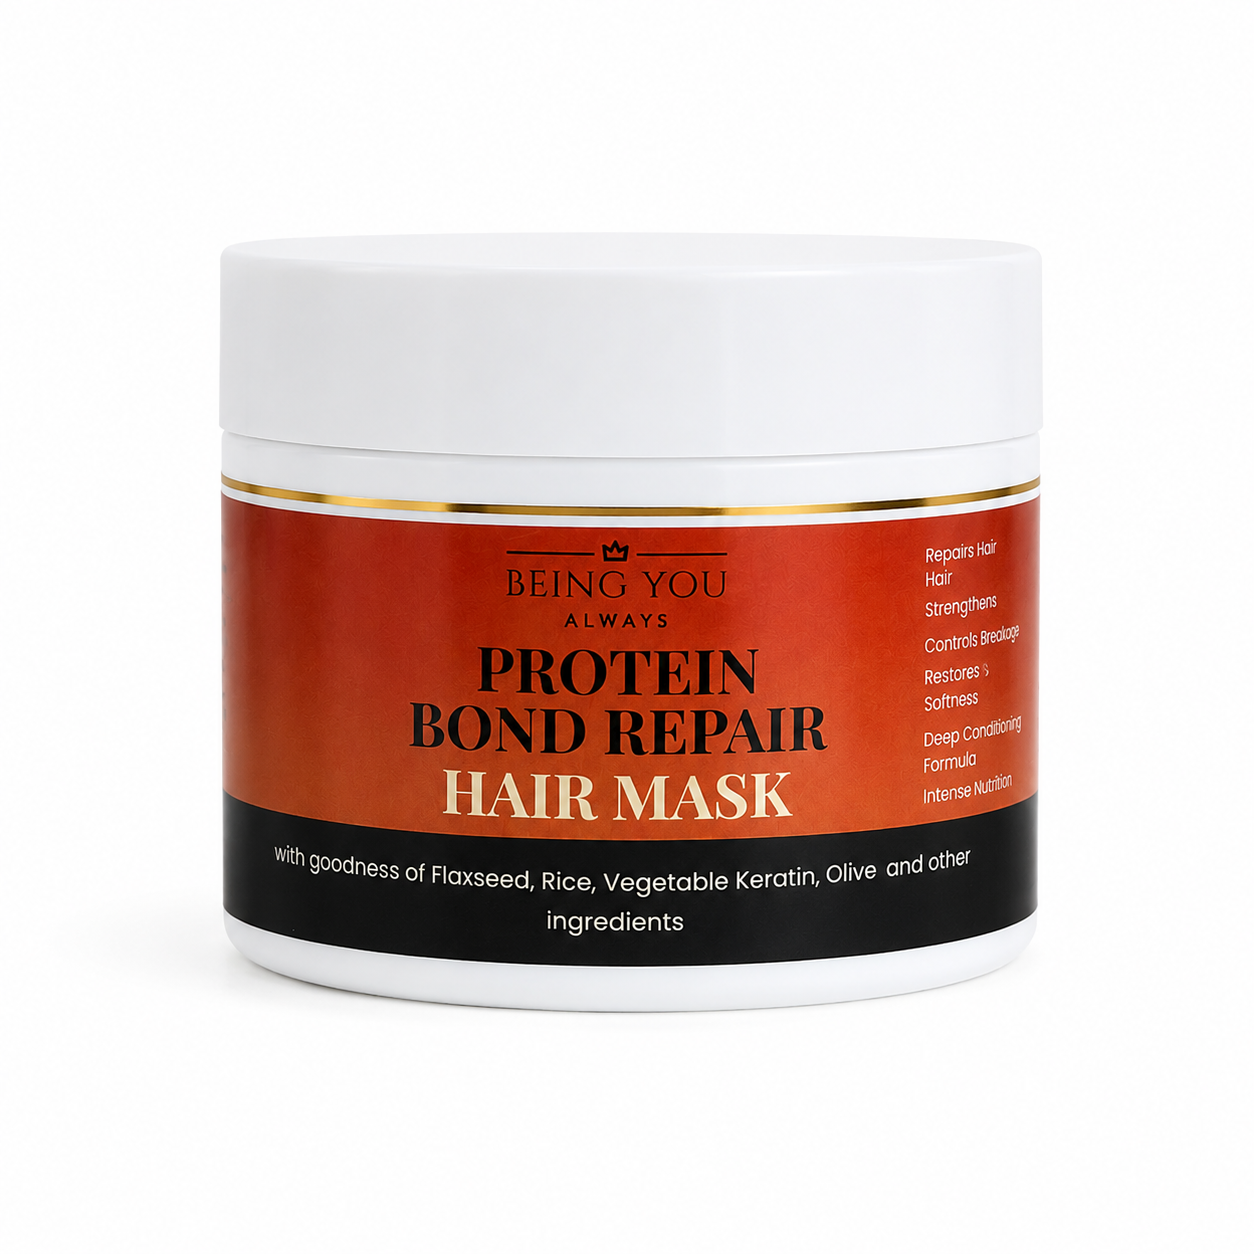 BEING YOU
ALWAYS
PROTEIN
BOND REPAIR
HAIR MASK
with goodness of Flaxseed, Rice, Vegetable Keratin, Olive and other
ingredients
Repairs Hair
Hair
Strengthens
Controls Breakage
Restores
Softness
Deep Conditioning
Formula
Intense Nutrition